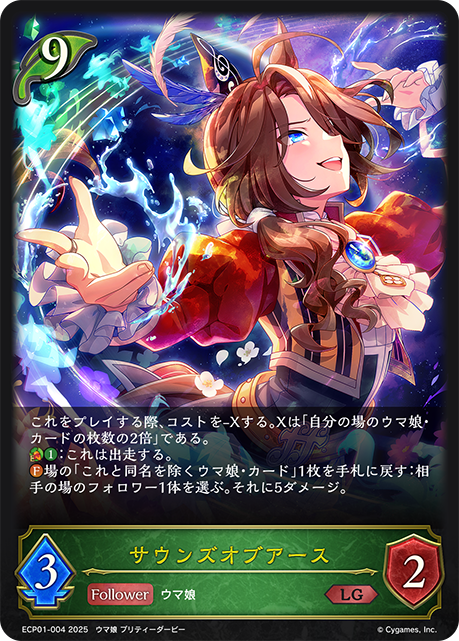 9
これをプレイする際、コストを-Xする。Xは「自分の場のウマ娘・
カードの枚数の2倍」である。
1:これは出走する。
F場の「これと同名を除くウマ娘・カード」1枚を手札に戻す:相
手の場のフォロワー1体を選ぶ。それに5ダメージ。
サウンズオブアース
3
Follower ウマ娘
LG
2
ECP01-004 2025 ウマ娘 プリティーダービー
© Cygames, Inc.